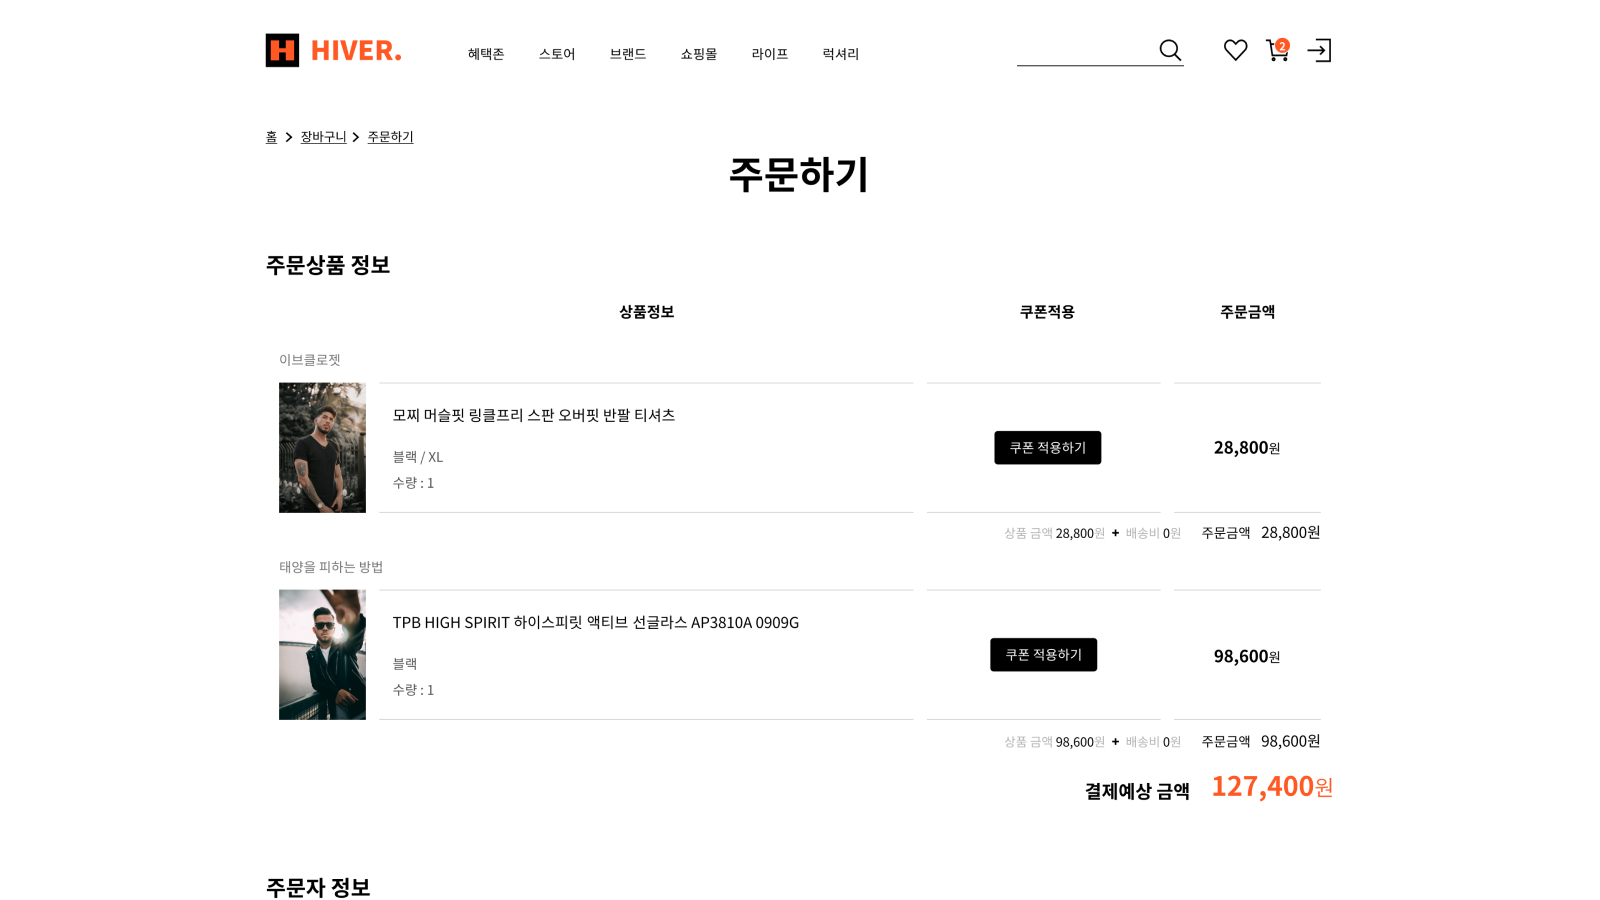 H HIVER.
혜택존 스토어 브랜드 쇼핑몰 라이프 럭셔리
2
홈 > 장바구니 > 주문하기
주문하기
주문상품 정보
상품정보 쿠폰적용 주문금액
이브클로젯
모찌 머슬핏 링클프리 스판 오버핏 반팔 티셔츠
블랙 / XL
수량 : 1
쿠폰 적용하기
28,800원
상품 금액 28,800원 + 배송비 0원 주문금액 28,800원
태양을 피하는 방법
TPB HIGH SPIRIT 하이스피릿 액티브 선글라스 AP3810A 0909G
블랙
수량 : 1
쿠폰 적용하기
98,600원
상품 금액 98,600원 + 배송비 0원 주문금액 98,600원
결제예상 금액 127,400원
주문자 정보